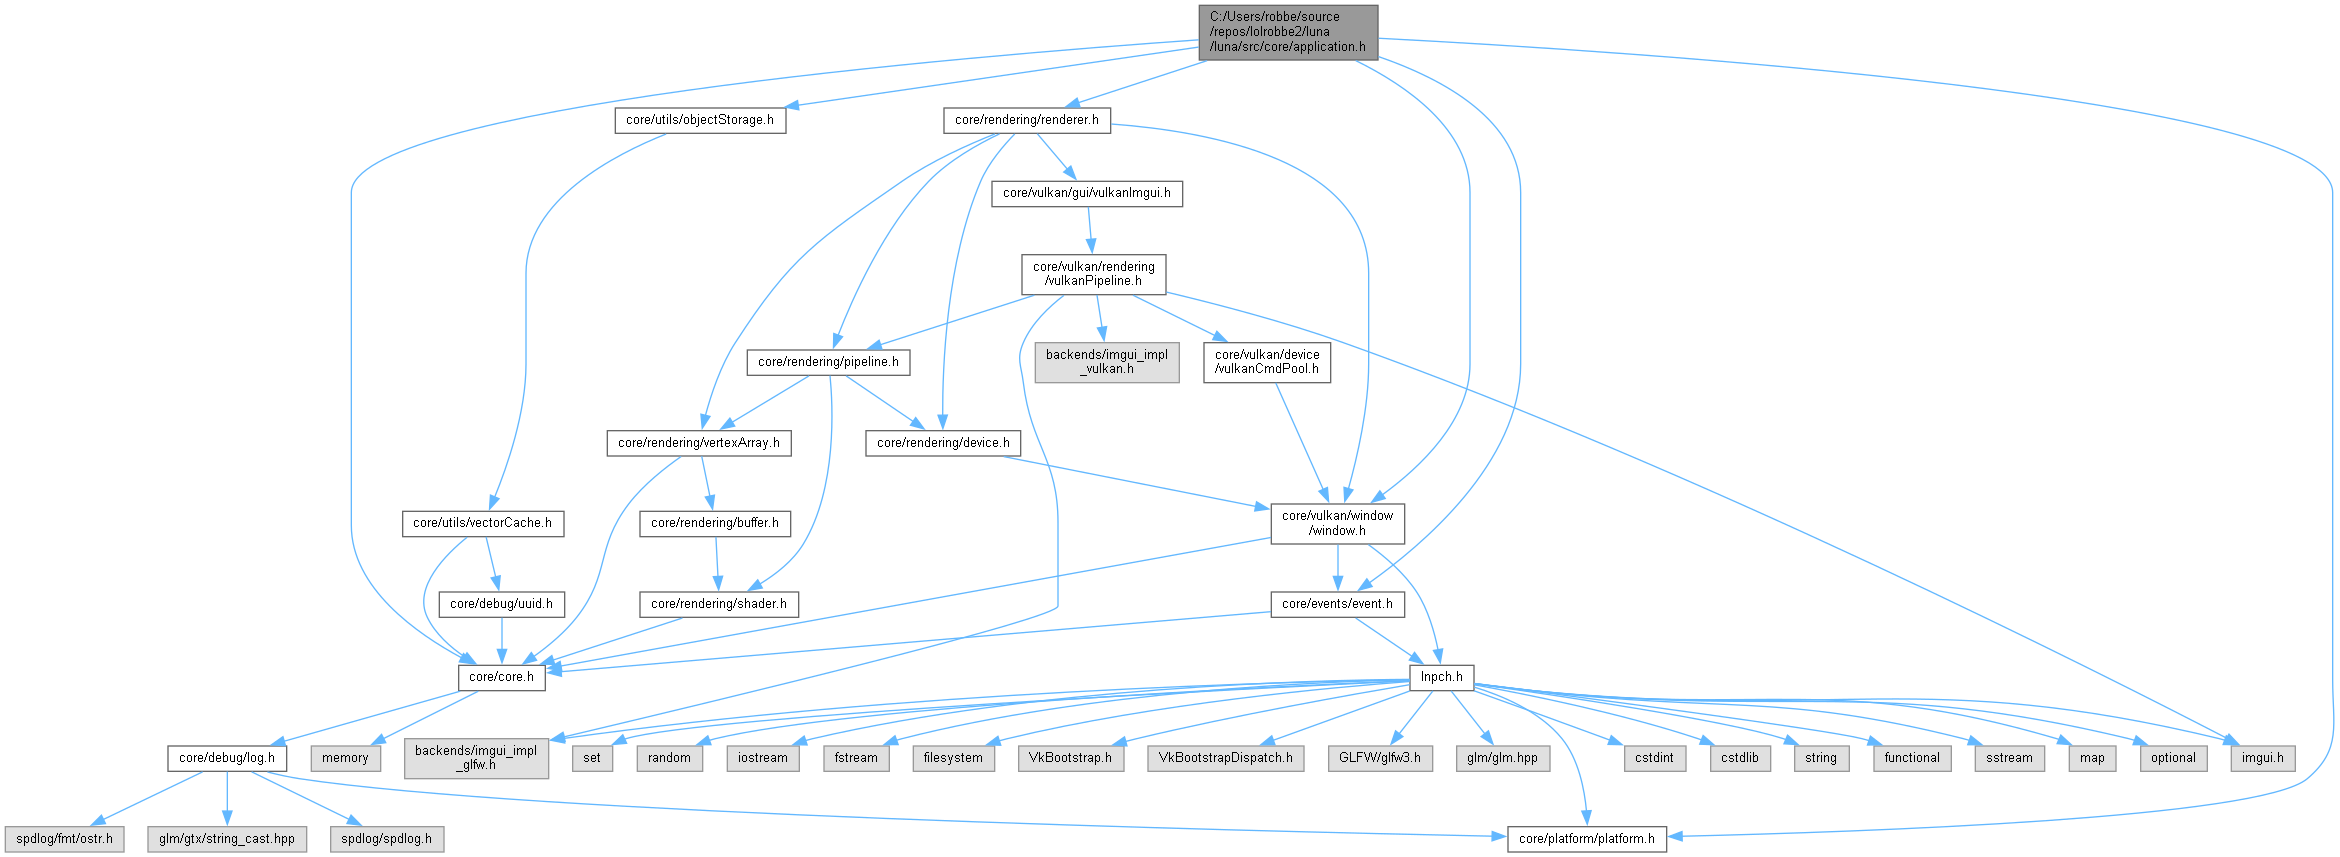 C:/Users/robbe/source
/repos/lolrobbe2/luna
/luna/src/core/application.h
core/utils/objectStorage.h
core/rendering/renderer.h
core/vulkan/gui/vulkanImgui.h
core/vulkan/rendering
/vulkanPipeline.h
core/rendering/pipeline.h
backends/imgui_impl
_vulkan.h
core/vulkan/device
/vulkanCmdPool.h
core/rendering/vertexArray.h
core/rendering/device.h
core/utils/vectorCache.h
core/rendering/buffer.h
core/vulkan/window
/window.h
core/debug/uuid.h
core/rendering/shader.h
core/events/event.h
core/core.h
lnpch.h
core/debug/log.h
memory
backends/imgui_impl
_glfw.h
set
random
iostream
fstream
filesystem
VkBootstrap.h
VkBootstrapDispatch.h
GLFW/glfw3.h
glm/glm.hpp
cstdint
cstdlib
string
functional
sstream
map
optional
imgui.h
spdlog/fmt/ostr.h
glm/gtx/string_cast.hpp
spdlog/spdlog.h
core/platform/platform.h